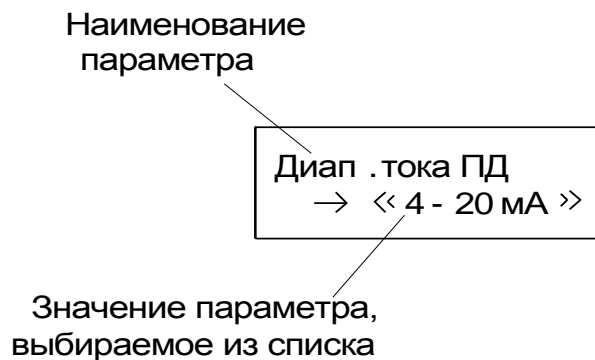 Наименование
параметра
Диап .тока ПД
→ « 4 - 20 мА »
Значение параметра,
выбираемое из списка